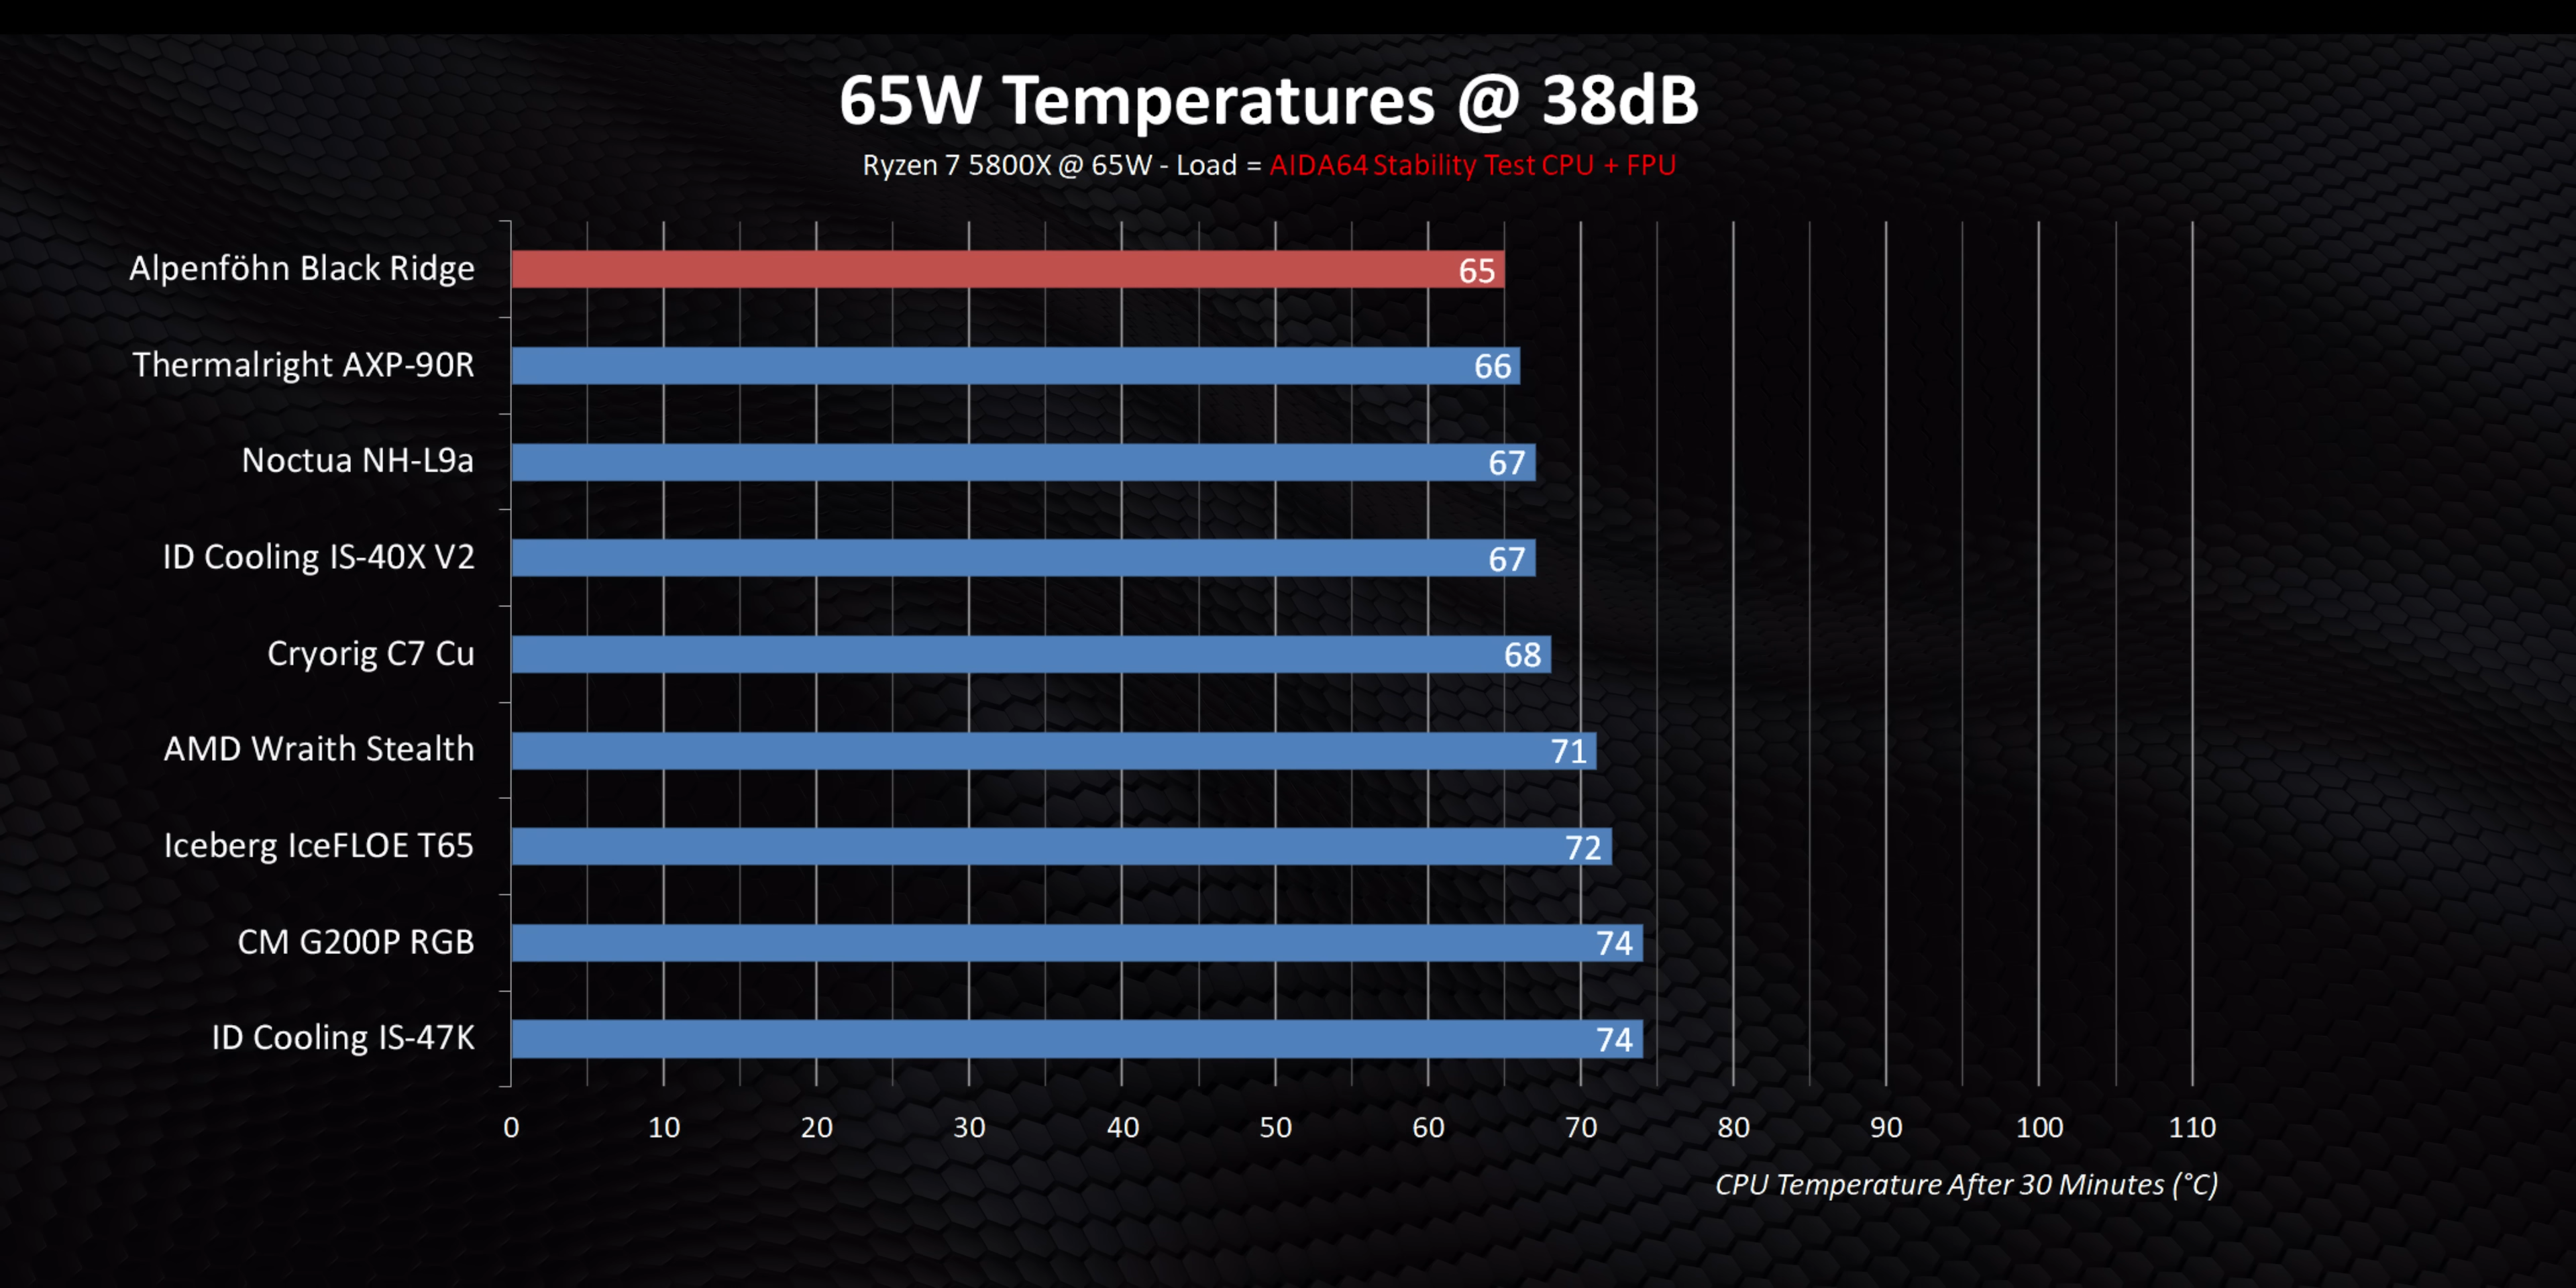 65W Temperatures @ 38dB
Ryzen 7 5800X @ 65W - Load = AIDA64 Stability Test CPU + FPU
Alpenföhn Black Ridge 65
Thermalright AXP-90R 66
Noctua NH-L9a 67
ID Cooling IS-40X V2 67
Cryorig C7 Cu 68
AMD Wraith Stealth 71
Iceberg IceFLOE T65 72
CM G200P RGB 74
ID Cooling IS-47K 74
0 10 20 30 40 50 60 70 80 90 100 110
CPU Temperature After 30 Minutes (°C)